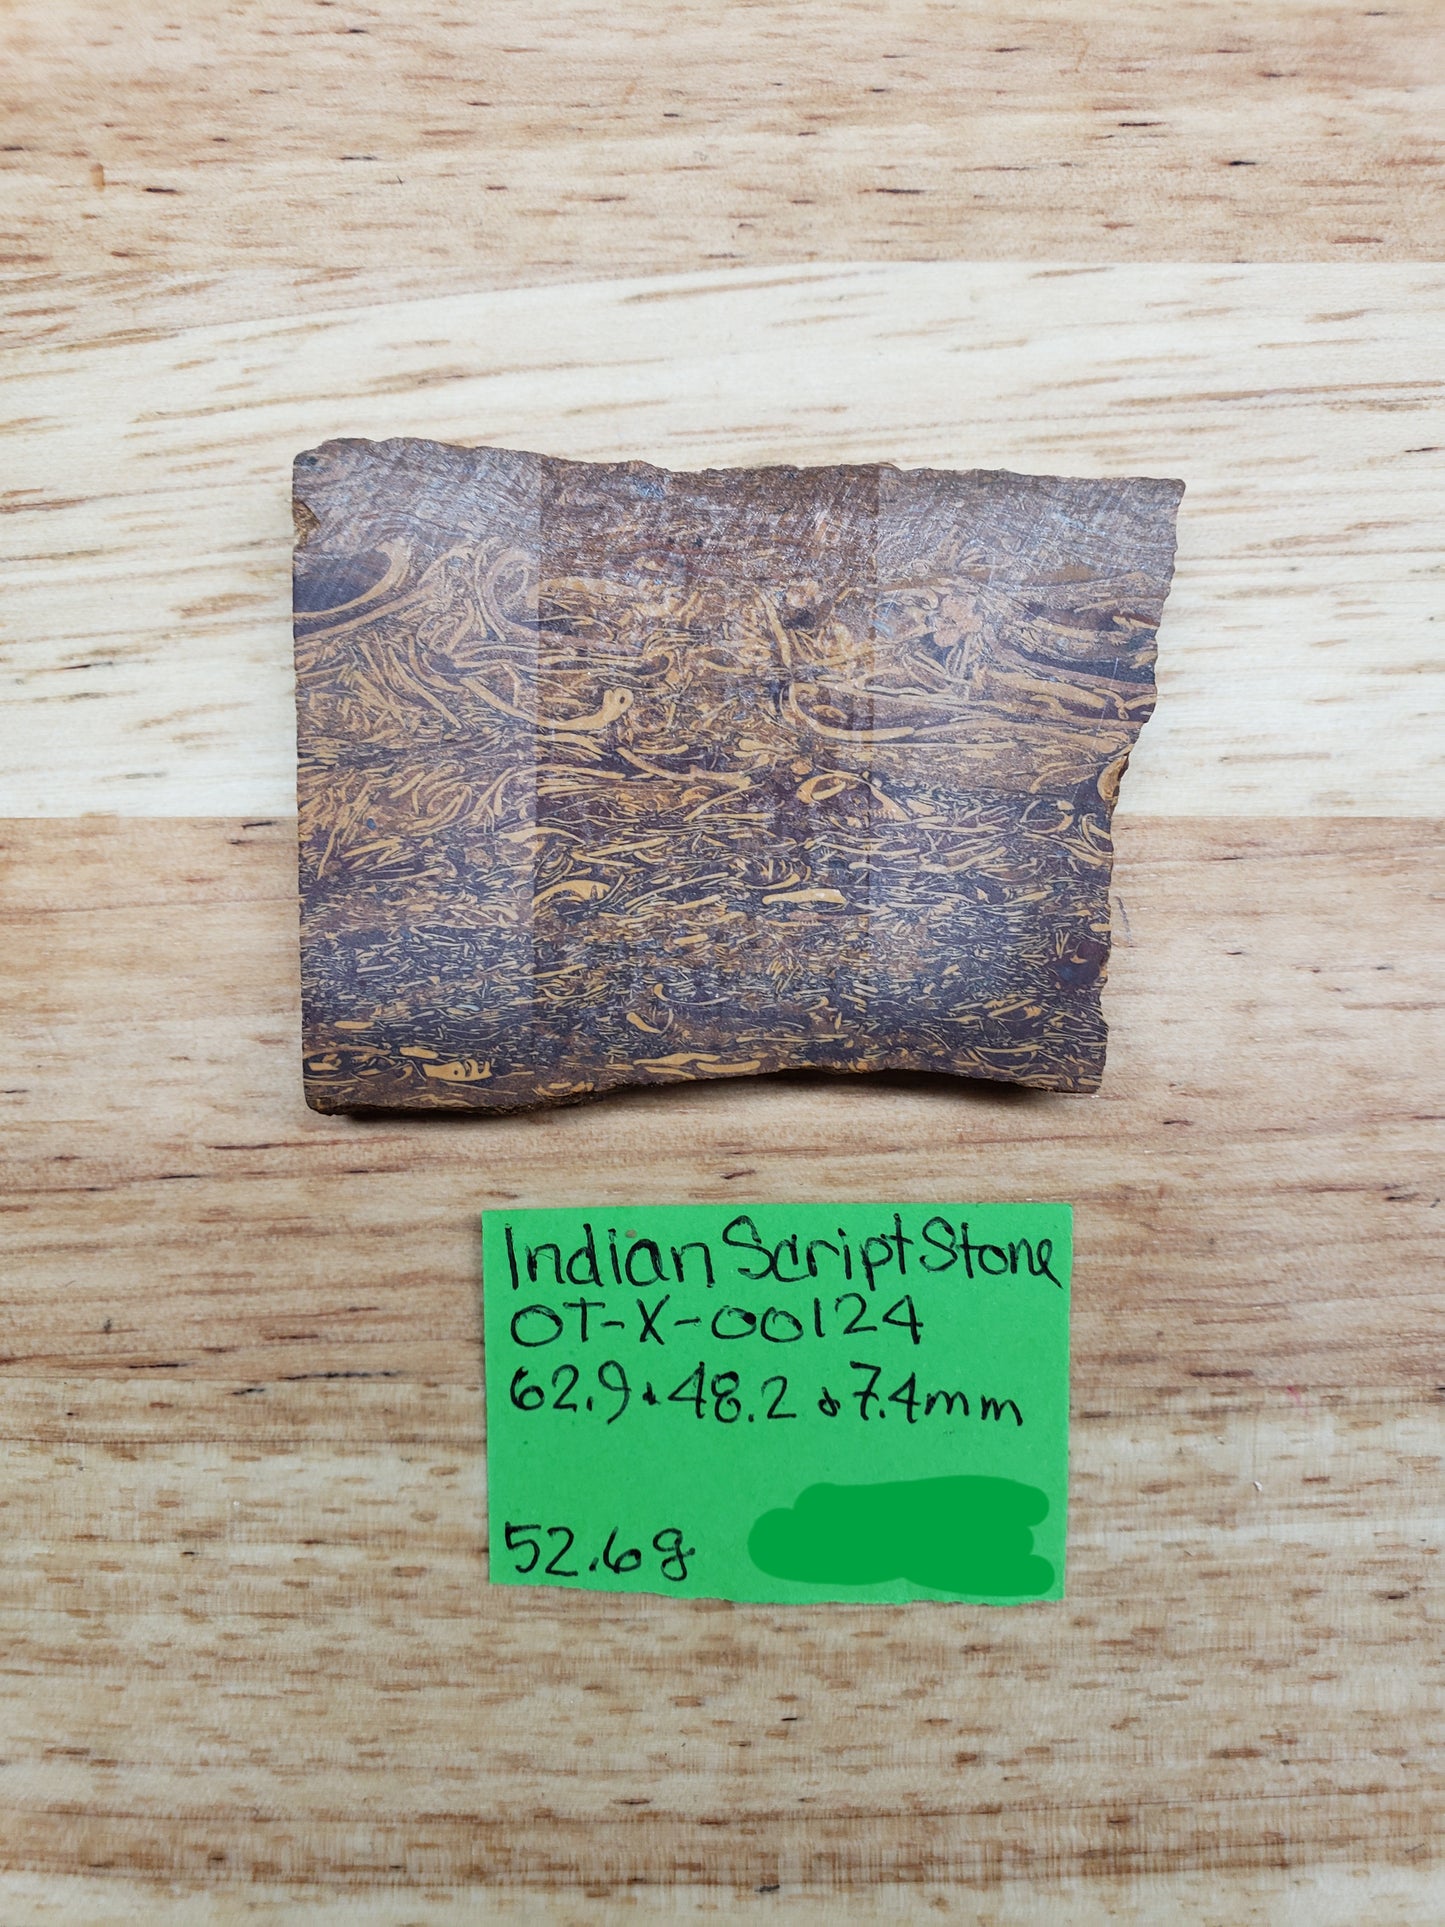 Indian Script Stone
OT-X-00124
62.9 x 48.2 x 7.4mm
52.6g